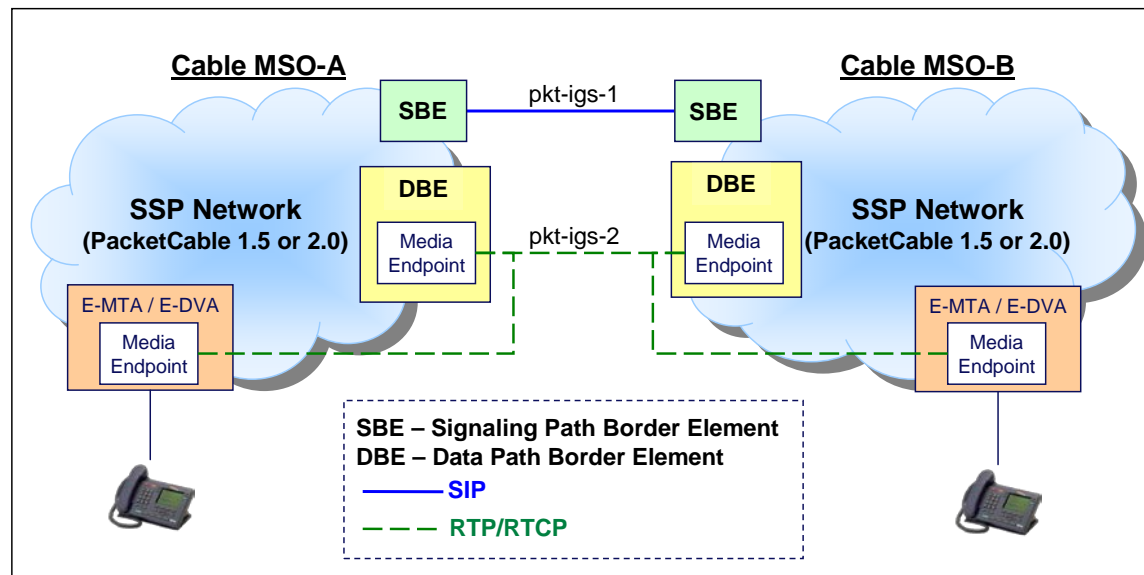 Cable MSO-A
Cable MSO-B
SBE
pkt-igs-1
SBE
DBE
Media
Endpoint
pkt-igs-2
DBE
Media
Endpoint
SSP Network
(PacketCable 1.5 or 2.0)
SSP Network
(PacketCable 1.5 or 2.0)
E-MTA / E-DVA
Media
Endpoint
E-MTA / E-DVA
Media
Endpoint
SBE – Signaling Path Border Element
DBE – Data Path Border Element
SIP
RTP/RTCP